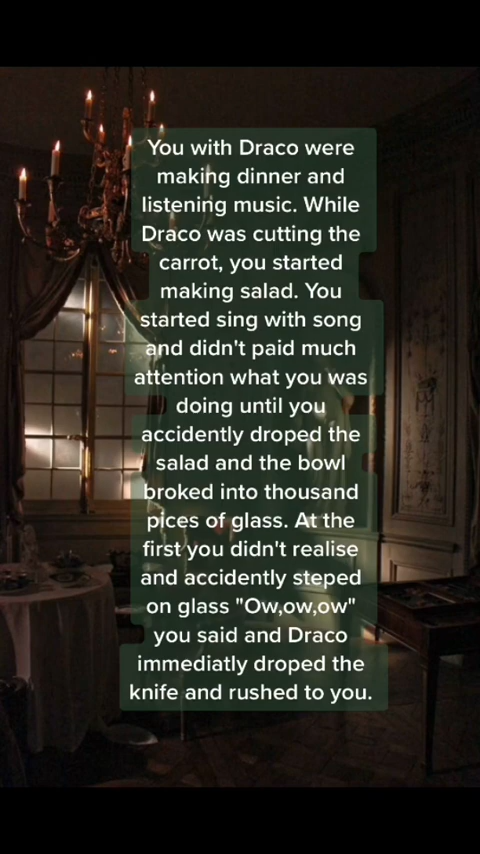 You with Draco were
making dinner and
listening music. While
Draco was cutting the
carrot, you started
making salad. You
started sing with song
and didn't paid much
attention what you was
doing until you
accidently droped the
salad and the bowl
broked into thousand
pices of glass. At the
first you didn't realise
and accidently steped
on glass "Ow,ow,ow"
you said and Draco
immediatly droped the
knife and rushed to you.